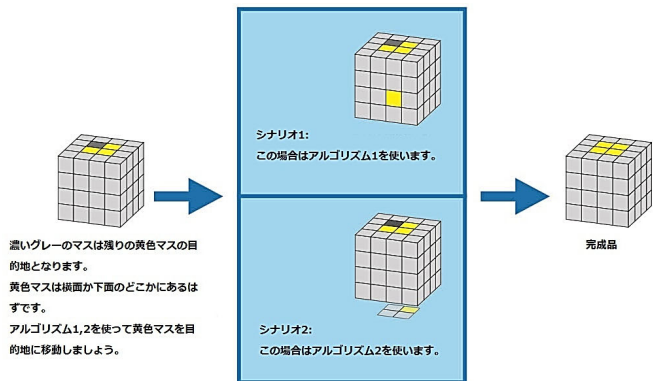 シナリオ1:
この場合はアルゴリズム1を使います。
濃いグレーのマスは残りの黄色マスの目
的地となります。
黄色マスは横面か下面のどこかにあるは
ずです。
アルゴリズム1,2を使って黄色マスを目
的地に移動しましょう。
シナリオ2:
この場合はアルゴリズム2を使います。
完成品